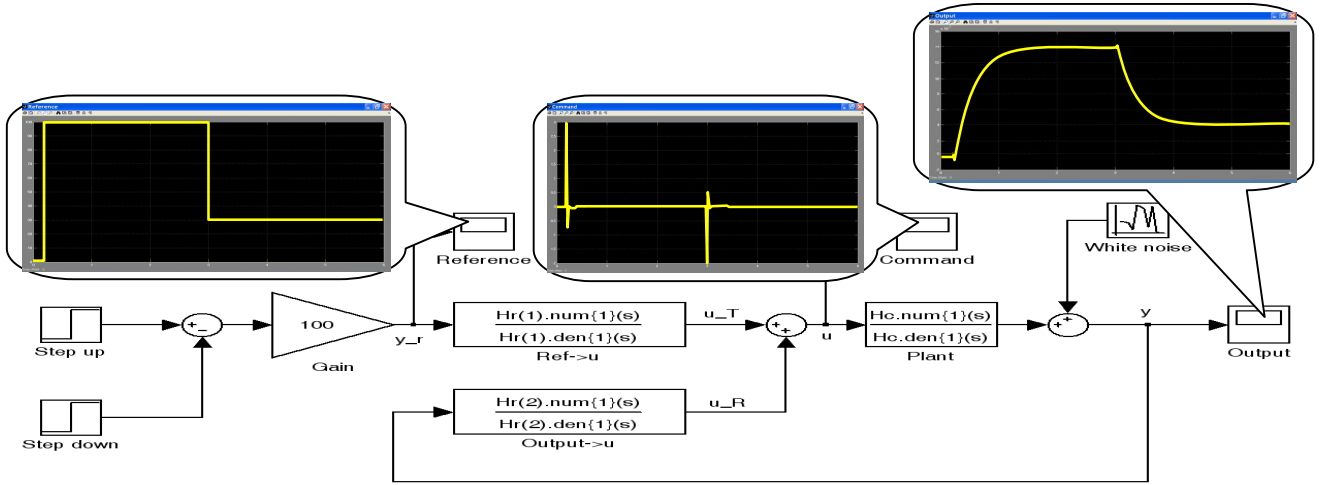 Output
Reference
Command
Reference
Command
White noise
Step up
+
-
100
Gain
y_r
Hr(1).num{1}(s)
Hr(1).den{1}(s)
Ref->u
u_T
+
+
u
Hc.num{1}(s)
Hc.den{1}(s)
Plant
+
+
y
Output
Step down
Hr(2).num{1}(s)
Hr(2).den{1}(s)
Output->u
u_R